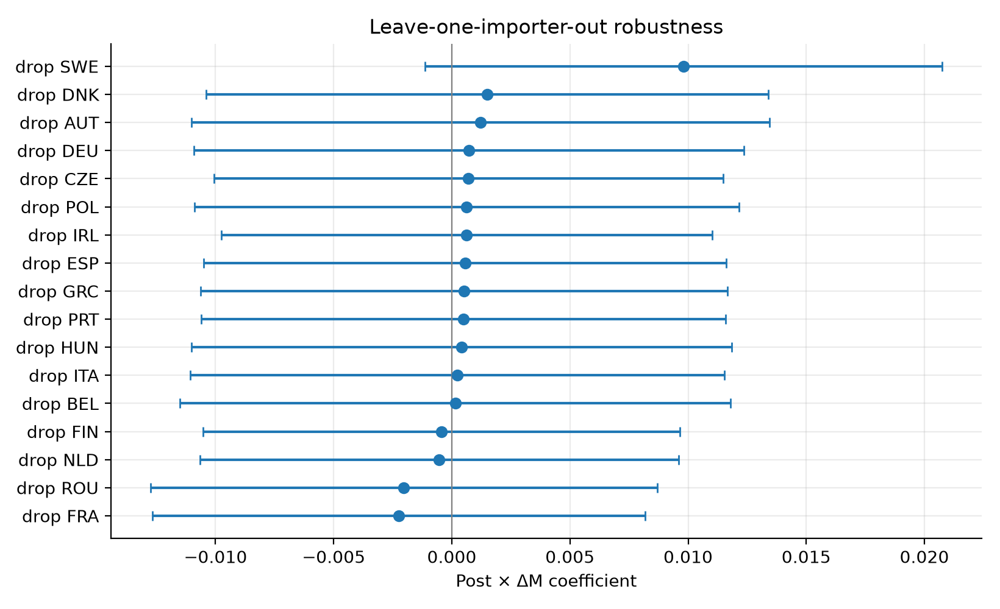 Leave-one-importer-out robustness
drop SWE
drop DNK
drop AUT
drop DEU
drop CZE
drop POL
drop IRL
drop ESP
drop GRC
drop PRT
drop HUN
drop ITA
drop BEL
drop FIN
drop NLD
drop ROU
drop FRA
−0.010 −0.005 0.000 0.005 0.010 0.015 0.020
Post × ΔM coefficient